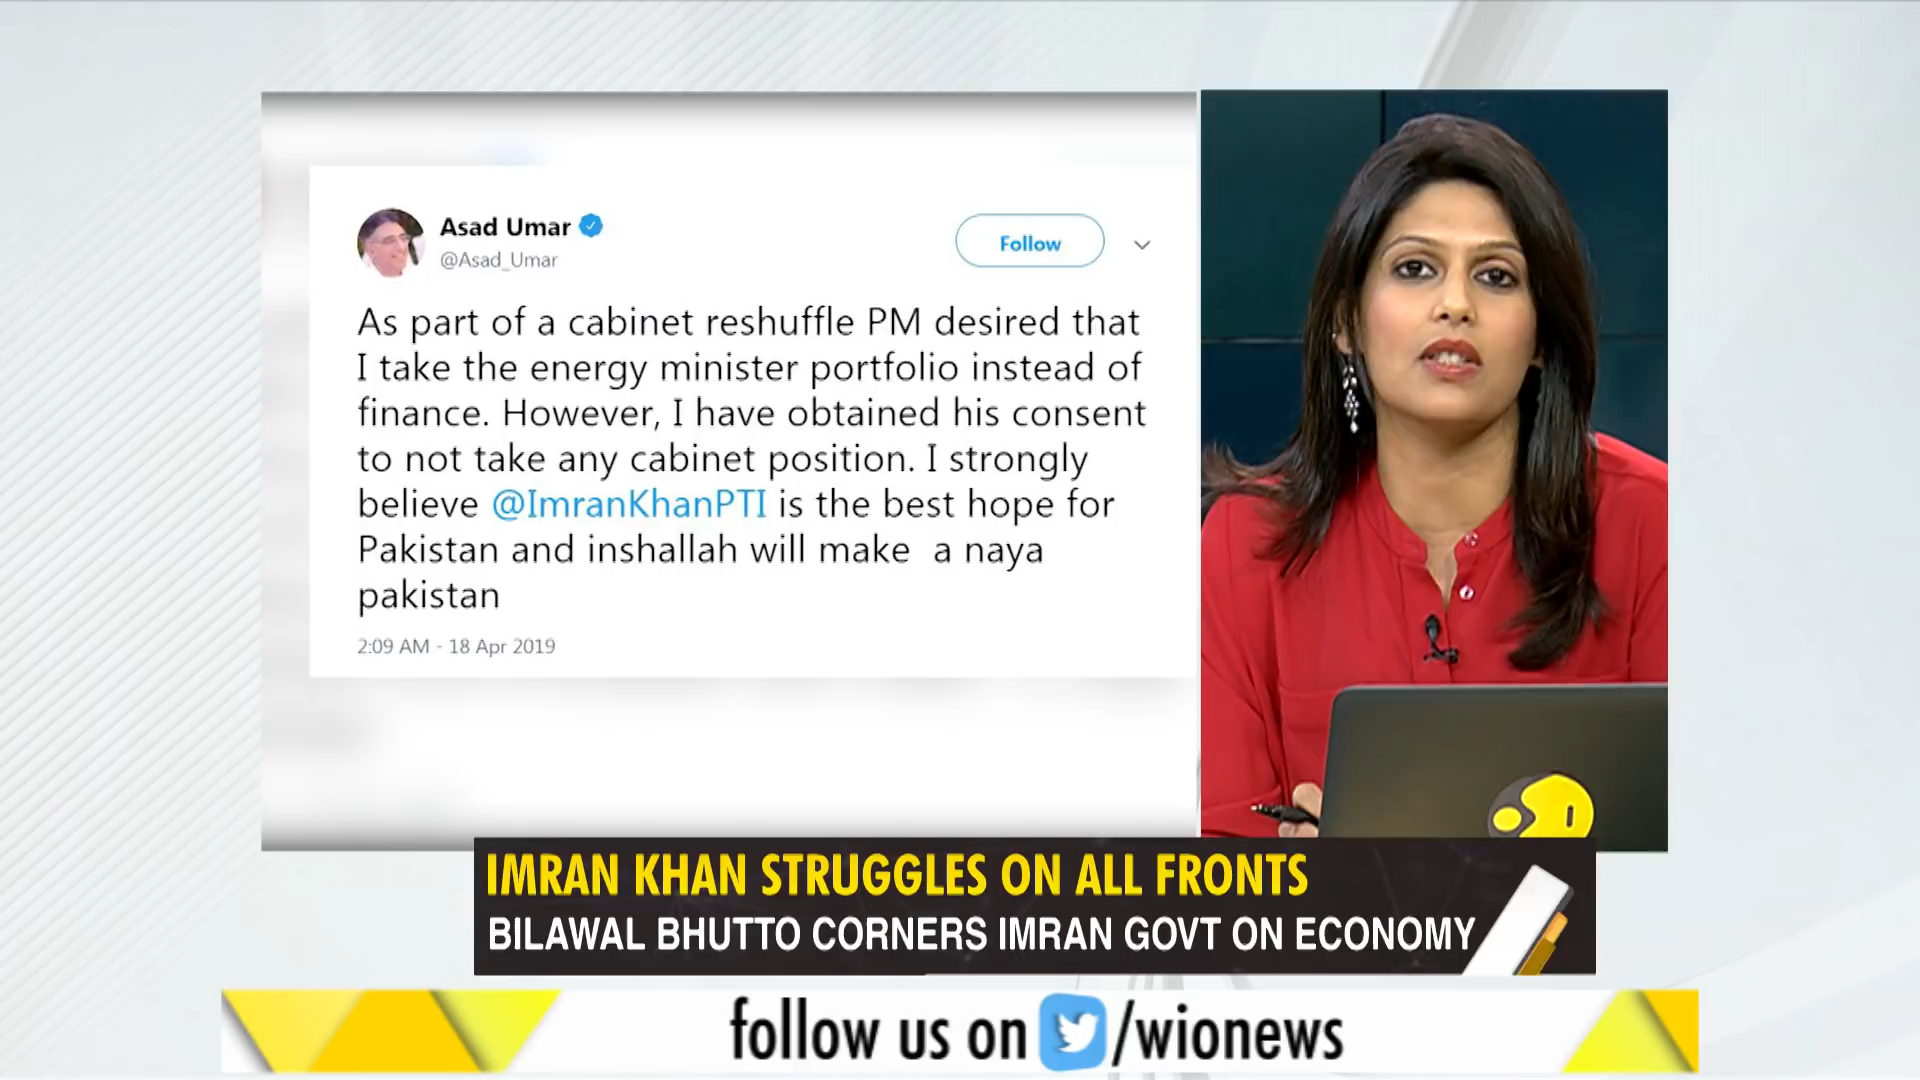 Asad Umar
@Asad_Umar
Follow
As part of a cabinet reshuffle PM desired that
I take the energy minister portfolio instead of
finance. However, I have obtained his consent
to not take any cabinet position. I strongly
believe @ImranKhanPTI is the best hope for
Pakistan and inshallah will make  a naya
pakistan
2:09 AM - 18 Apr 2019
IMRAN KHAN STRUGGLES ON ALL FRONTS
BILAWAL BHUTTO CORNERS IMRAN GOVT ON ECONOMY
follow us on /wionews